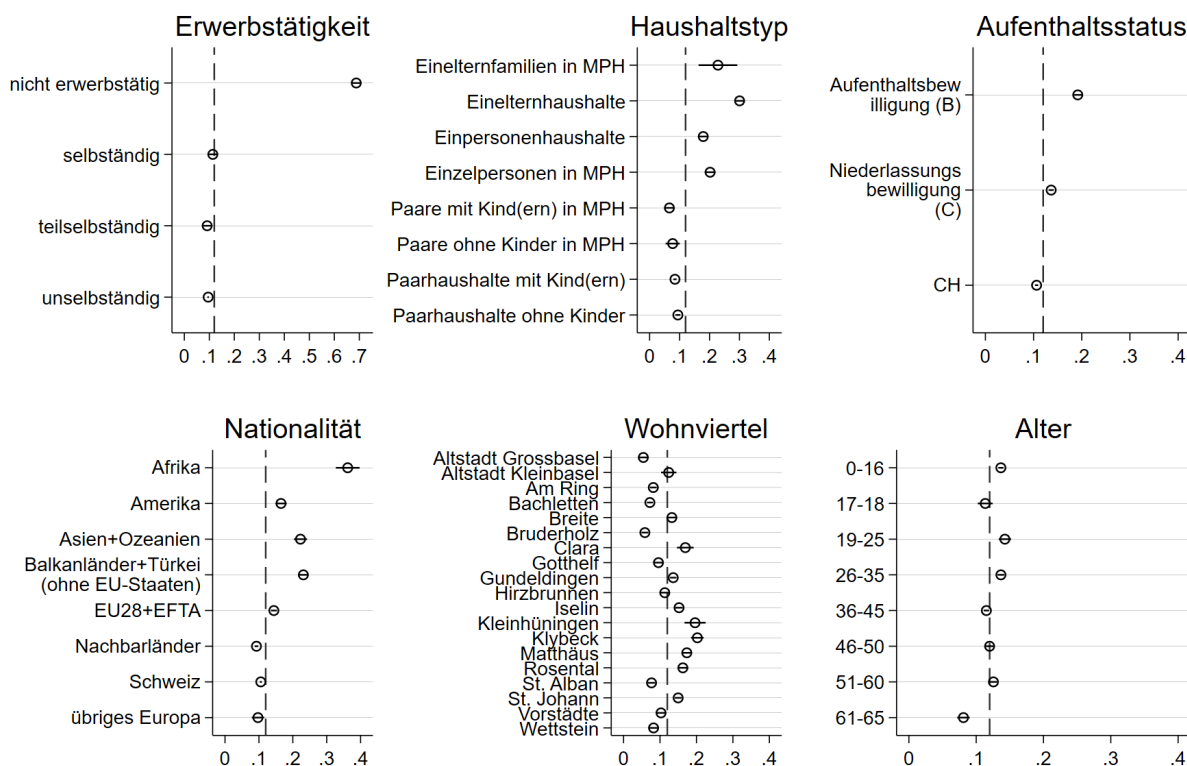 Erwerbstätigkeit
nicht erwerbstätig
selbständig
teilselbständig
unselbständig
0 .1 .2 .3 .4 .5 .6 .7
Haushaltstyp
Einelternfamilien in MPH
Einelternhaushalte
Einpersonenhaushalte
Einzelpersonen in MPH
Paare mit Kind(ern) in MPH
Paare ohne Kinder in MPH
Paarhaushalte mit Kind(ern)
Paarhaushalte ohne Kinder
0 .1 .2 .3 .4
Aufenthaltsstatus
Aufenthaltsbew
illigung (B)
Niederlassungs
bewilligung
(C)
CH
0 .1 .2 .3 .4
Nationalität
Afrika
Amerika
Asien+Ozeanien
Balkanländer+Türkei
(ohne EU-Staaten)
EU28+EFTA
Nachbarländer
Schweiz
übriges Europa
0 .1 .2 .3 .4
Wohnviertel
Altstadt Grossbasel
Altstadt Kleinbasel
Am Ring
Bachletten
Breite
Bruderholz
Clara
Gotthelf
Gundeldingen
Hirzbrunnen
Iselin
Kleinhüningen
Klybeck
Matthäus
Rosental
St. Alban
St. Johann
Vorstädte
Wettstein
0 .1 .2 .3 .4
Alter
0-16
17-18
19-25
26-35
36-45
46-50
51-60
61-65
0 .1 .2 .3 .4